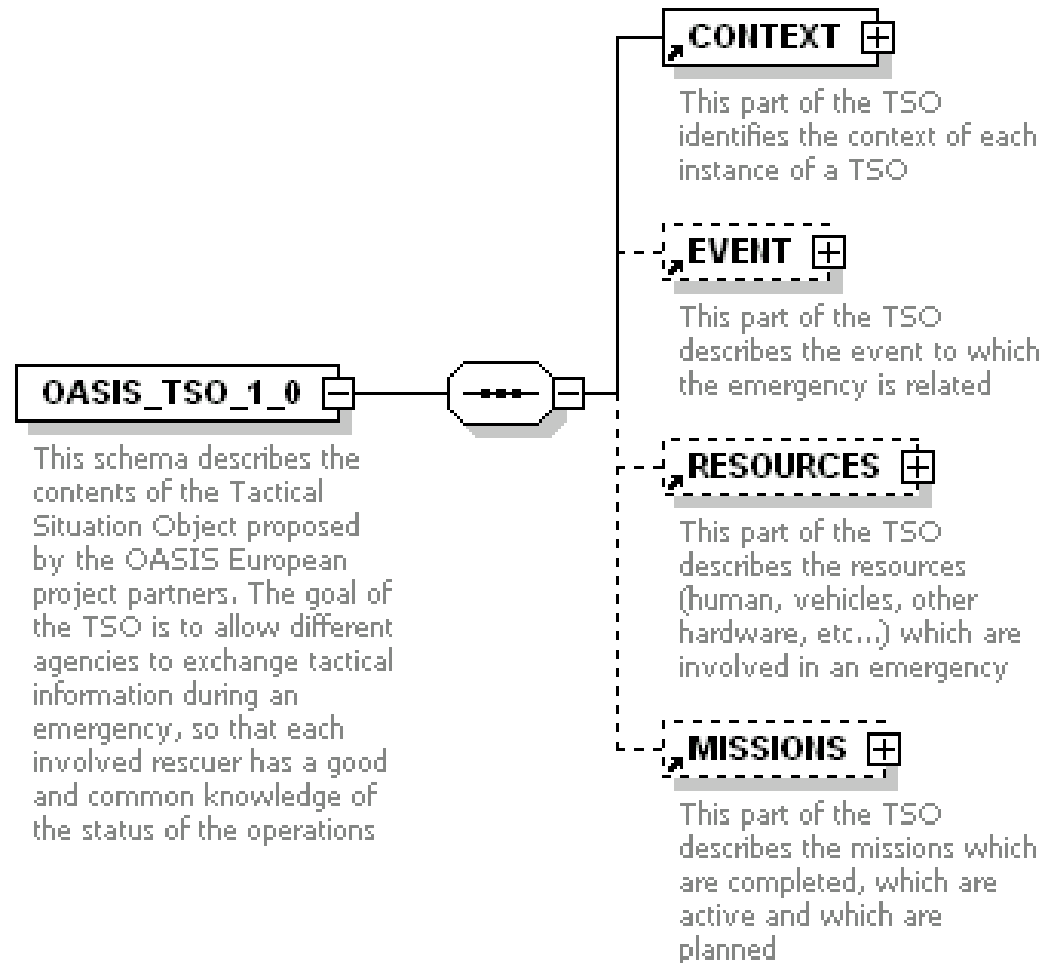 CONTEXT
This part of the TSO
identifies the context of each
instance of a TSO
EVENT
This part of the TSO
describes the event to which
the emergency is related
OASIS_TSO_1_0
This schema describes the
contents of the Tactical
Situation Object proposed
by the OASIS European
project partners. The goal of
the TSO is to allow different
agencies to exchange tactical
information during an
emergency, so that each
involved rescuer has a good
and common knowledge of
the status of the operations
RESOURCES
This part of the TSO
describes the resources
(human, vehicles, other
hardware, etc...) which are
involved in an emergency
MISSIONS
This part of the TSO
describes the missions which
are completed, which are
active and which are
planned